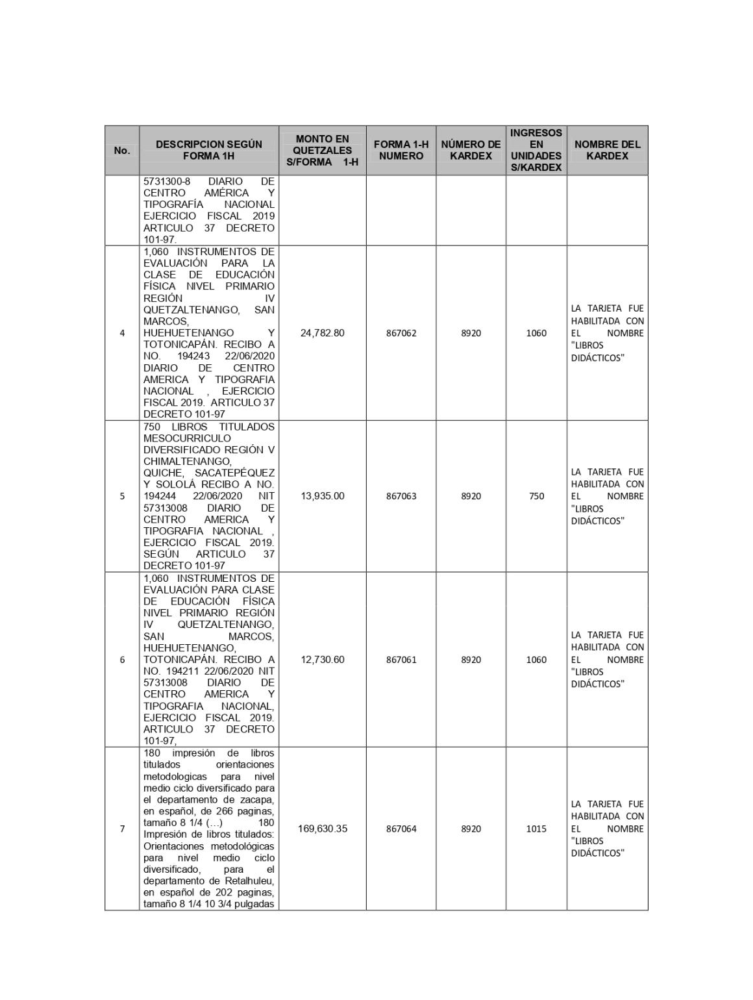 No.
DESCRIPCION SEGÚN
FORMA 1H
MONTO EN
QUETZALES
S/FORMA 1-H
FORMA 1-H
NUMERO
NÚMERO DE
KARDEX
INGRESOS
EN
UNIDADES
S/KARDEX
NOMBRE DEL
KARDEX
5731300-8 DIARIO DE
CENTRO AMÉRICA Y
TIPOGRAFÍA NACIONAL
EJERCICIO FISCAL 2019
ARTICULO 37 DECRETO
101-97.
4
1,060 INSTRUMENTOS DE
EVALUACIÓN PARA LA
CLASE DE EDUCACIÓN
FÍSICA NIVEL PRIMARIO
REGIÓN IV
QUETZALTENANGO, SAN
MARCOS,
HUEHUETENANGO Y
TOTONICAPÁN. RECIBO A
NO. 194243 22/06/2020
DIARIO DE CENTRO
AMERICA Y TIPOGRAFIA
NACIONAL , EJERCICIO
FISCAL 2019. ARTICULO 37
DECRETO 101-97
24,782.80
867062
8920
1060
LA TARJETA FUE
HABILITADA CON
EL NOMBRE
"LIBROS
DIDÁCTICOS"
5
750 LIBROS TITULADOS
MESOCURRICULO
DIVERSIFICADO REGIÓN V
CHIMALTENANGO,
QUICHE, SACATEPÉQUEZ
Y SOLOLÁ RECIBO A NO.
194244 22/06/2020 NIT
57313008 DIARIO DE
CENTRO AMERICA Y
TIPOGRAFIA NACIONAL ,
EJERCICIO FISCAL 2019.
SEGÚN ARTICULO 37
DECRETO 101-97
13,935.00
867063
8920
750
LA TARJETA FUE
HABILITADA CON
EL NOMBRE
"LIBROS
DIDÁCTICOS"
6
1,060 INSTRUMENTOS DE
EVALUACIÓN PARA CLASE
DE EDUCACIÓN FÍSICA
NIVEL PRIMARIO REGIÓN
IV QUETZALTENANGO,
SAN MARCOS,
HUEHUETENANGO,
TOTONICAPÁN. RECIBO A
NO. 194211 22/06/2020 NIT
57313008 DIARIO DE
CENTRO AMERICA Y
TIPOGRAFIA NACIONAL,
EJERCICIO FISCAL 2019.
ARTICULO 37 DECRETO
101-97,
12,730.60
867061
8920
1060
LA TARJETA FUE
HABILITADA CON
EL NOMBRE
"LIBROS
DIDÁCTICOS"
7
180 impresión de libros
titulados orientaciones
metodologicas para nivel
medio ciclo diversificado para
el departamento de zacapa,
en español, de 266 paginas,
tamaño 8 1/4 (…) 180
Impresión de libros titulados:
Orientaciones metodológicas
para nivel medio ciclo
diversificado, para el
departamento de Retalhuleu,
en español de 202 paginas,
tamaño 8 1/4 10 3/4 pulgadas
169,630.35
867064
8920
1015
LA TARJETA FUE
HABILITADA CON
EL NOMBRE
"LIBROS
DIDÁCTICOS"